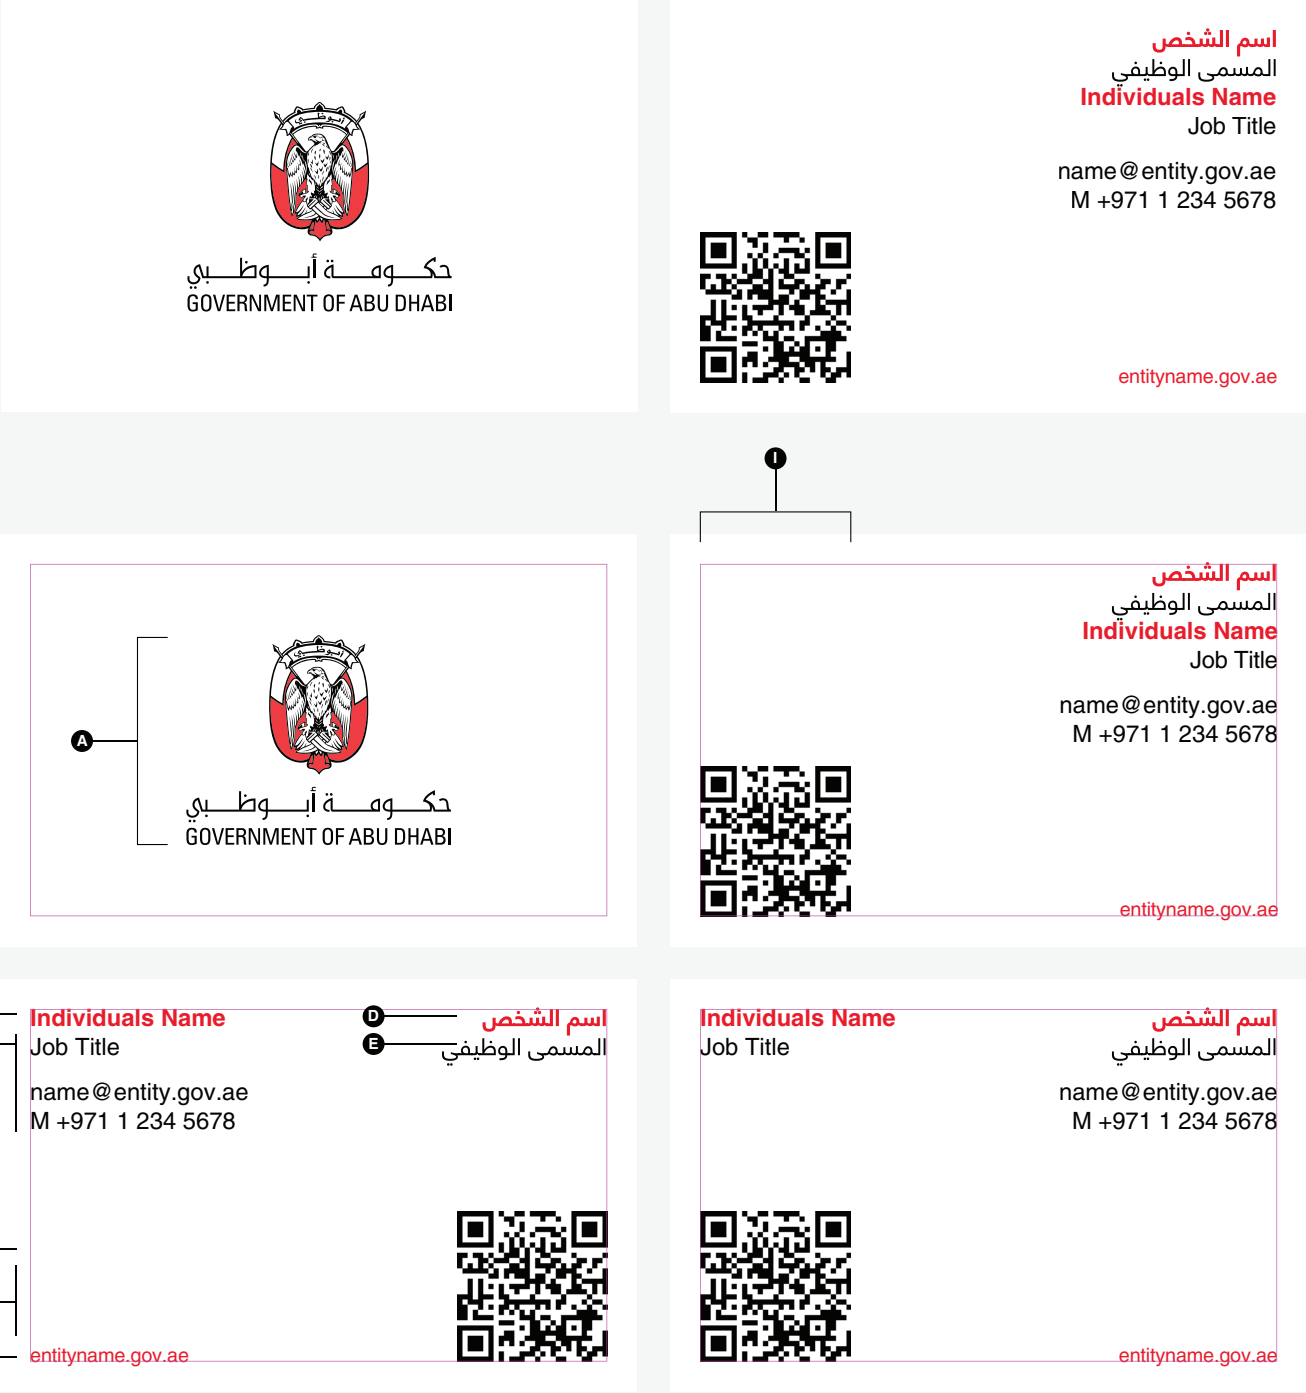 أبوظبي
حكومة أبوظبي
GOVERNMENT OF ABU DHABI
اسم الشخص
المسمى الوظيفي
Individuals Name
Job Title
name@entity.gov.ae
M +971 1 234 5678
entityname.gov.ae
I
A
أبوظبي
حكومة أبوظبي
GOVERNMENT OF ABU DHABI
اسم الشخص
المسمى الوظيفي
Individuals Name
Job Title
name@entity.gov.ae
M +971 1 234 5678
entityname.gov.ae
Individuals Name
Job Title
name@entity.gov.ae
M +971 1 234 5678
D
اسم الشخص
E
المسمى الوظيفي
entityname.gov.ae
Individuals Name
Job Title
اسم الشخص
المسمى الوظيفي
name@entity.gov.ae
M +971 1 234 5678
entityname.gov.ae